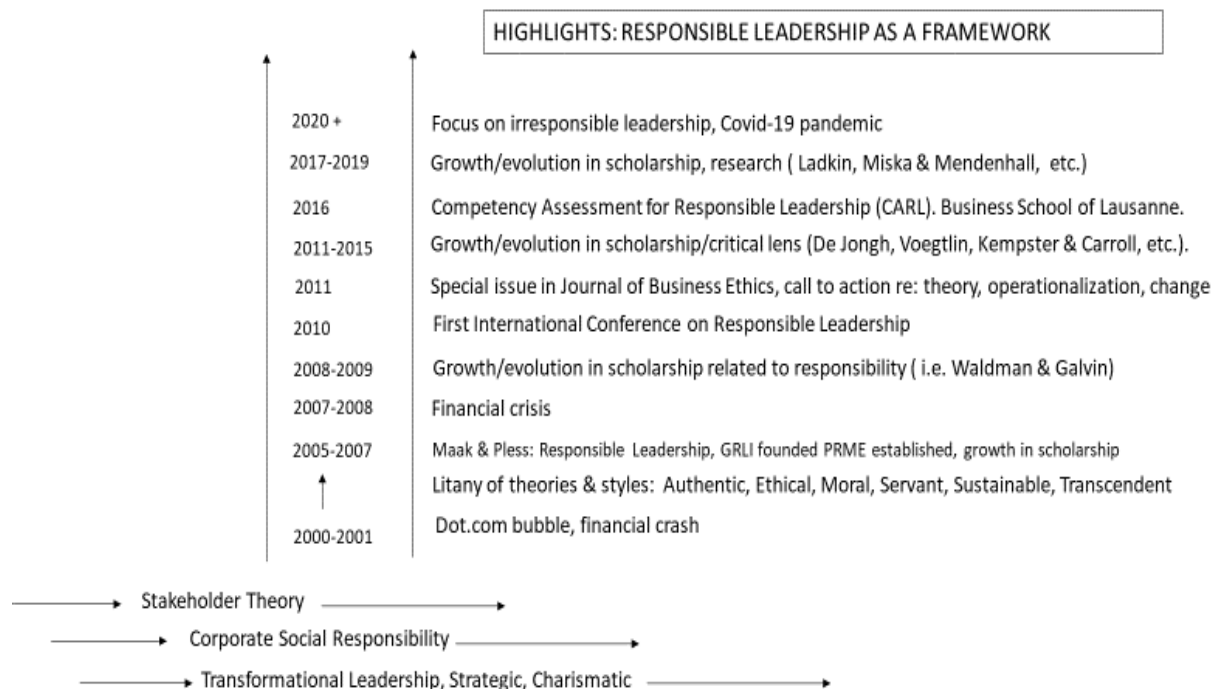 HIGHLIGHTS: RESPONSIBLE LEADERSHIP AS A FRAMEWORK
2020 + Focus on irresponsible leadership, Covid-19 pandemic
2017-2019 Growth/evolution in scholarship, research ( Ladkin, Miska & Mendenhall, etc.)
2016 Competency Assessment for Responsible Leadership (CARL). Business School of Lausanne.
2011-2015 Growth/evolution in scholarship/critical lens (De Jongh, Voegtlin, Kempster & Carroll, etc.).
2011 Special issue in Journal of Business Ethics, call to action re: theory, operationalization, change
2010 First International Conference on Responsible Leadership
2008-2009 Growth/evolution in scholarship related to responsibility ( i.e. Waldman & Galvin)
2007-2008 Financial crisis
2005-2007 Maak & Pless: Responsible Leadership, GRLI founded PRME established, growth in scholarship
Litany of theories & styles: Authentic, Ethical, Moral, Servant, Sustainable, Transcendent
2000-2001 Dot.com bubble, financial crash
Stakeholder Theory
Corporate Social Responsibility
Transformational Leadership, Strategic, Charismatic